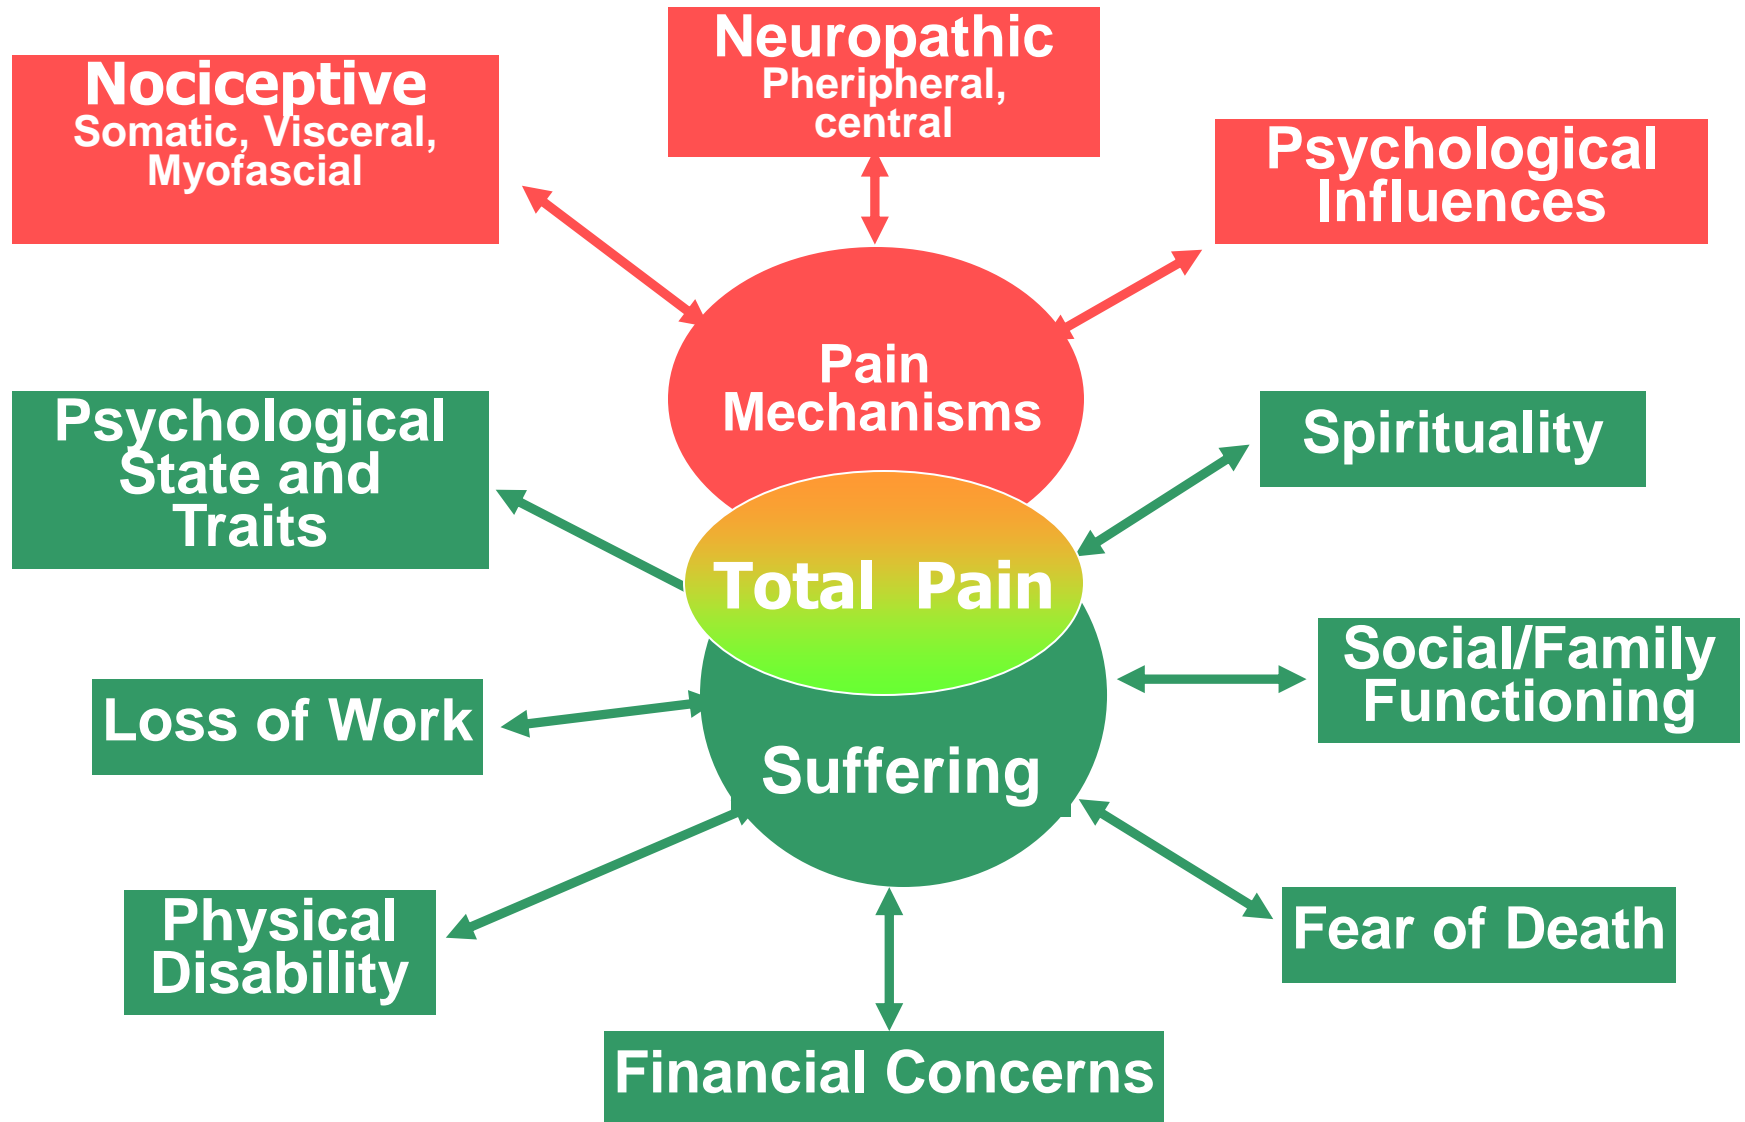 Neuropathic
Pheripheral,
central
Nociceptive
Somatic, Visceral,
Myofascial
Psychological
Influences
Pain
Mechanisms
Psychological
State and
Traits
Spirituality
Total Pain
Social/Family
Functioning
Loss of Work
Suffering
Physical
Disability
Fear of Death
Financial Concerns